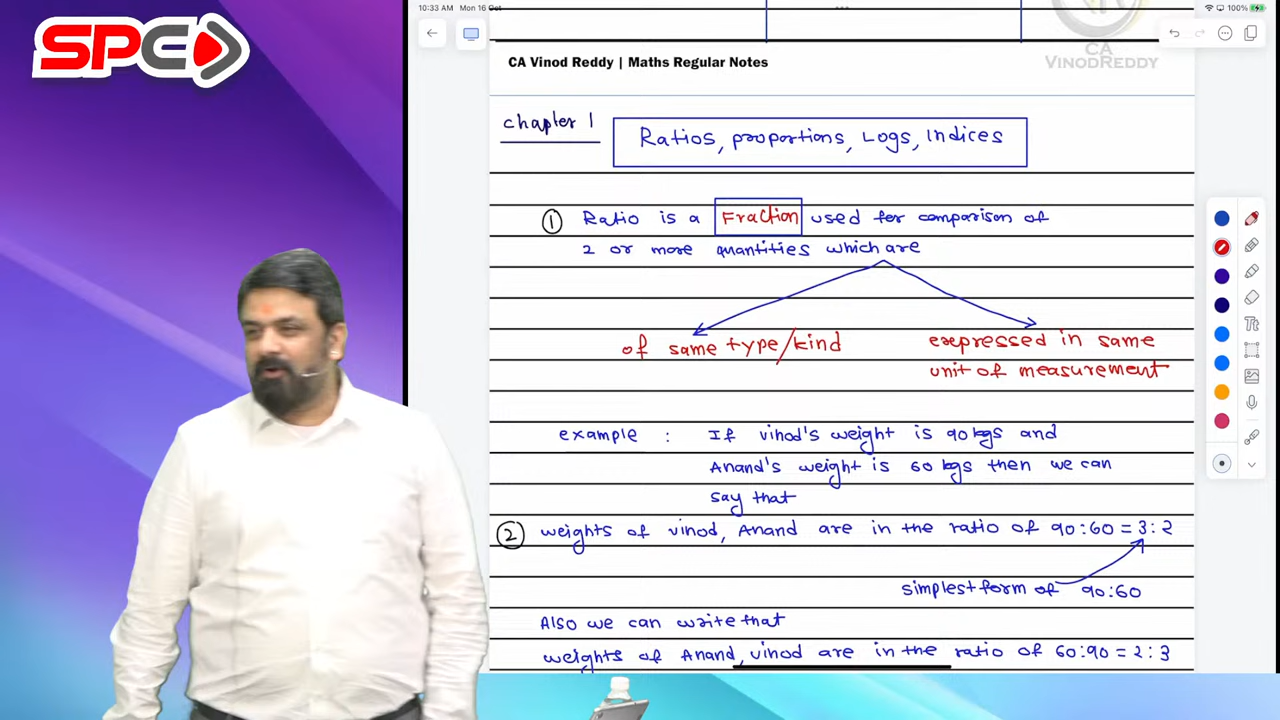 10:33 AM Mon 16 Oct
100%
SPC
CA
VINODREDDY
CA Vinod Reddy | Maths Regular Notes
chapter 1
Ratios, proportions, Logs, Indices
① Ratio is a Fraction used for comparison of
2 or more quantities which are
of same type/kind
expressed in same
unit of measurement
example : If vinod's weight is 90 kgs and
Anand's weight is 60 kgs then we can
say that
② weights of vinod, Anand are in the ratio of 90:60 = 3:2
simplest form of 90:60
Also we can write that
weights of Anand, vinod are in the ratio of 60:90 = 2:3
Tt